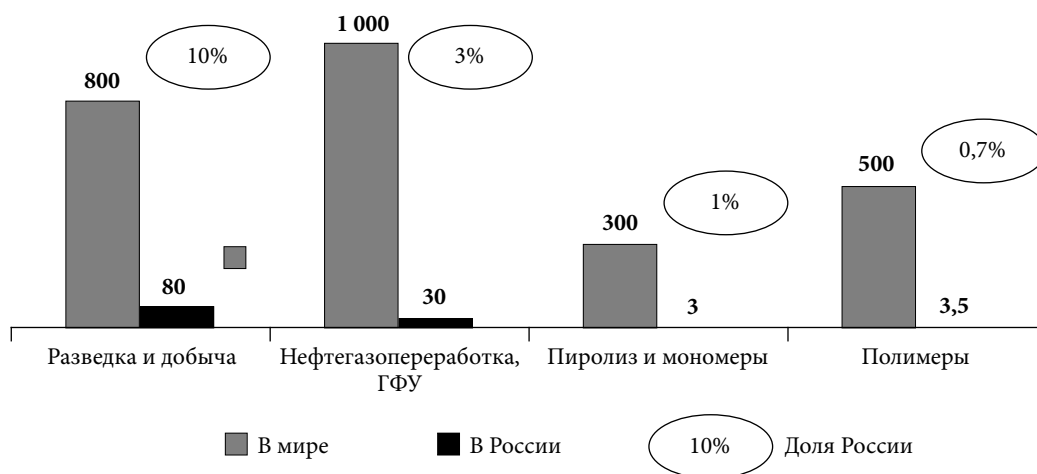 1 000
10%
3%
800
500
0,7%
300
1%
80
30
3
3,5
Разведка и добыча
Нефтегазопереработка,
ГФУ
Пиролиз и мономеры
Полимеры
В мире
В России
10%
Доля России